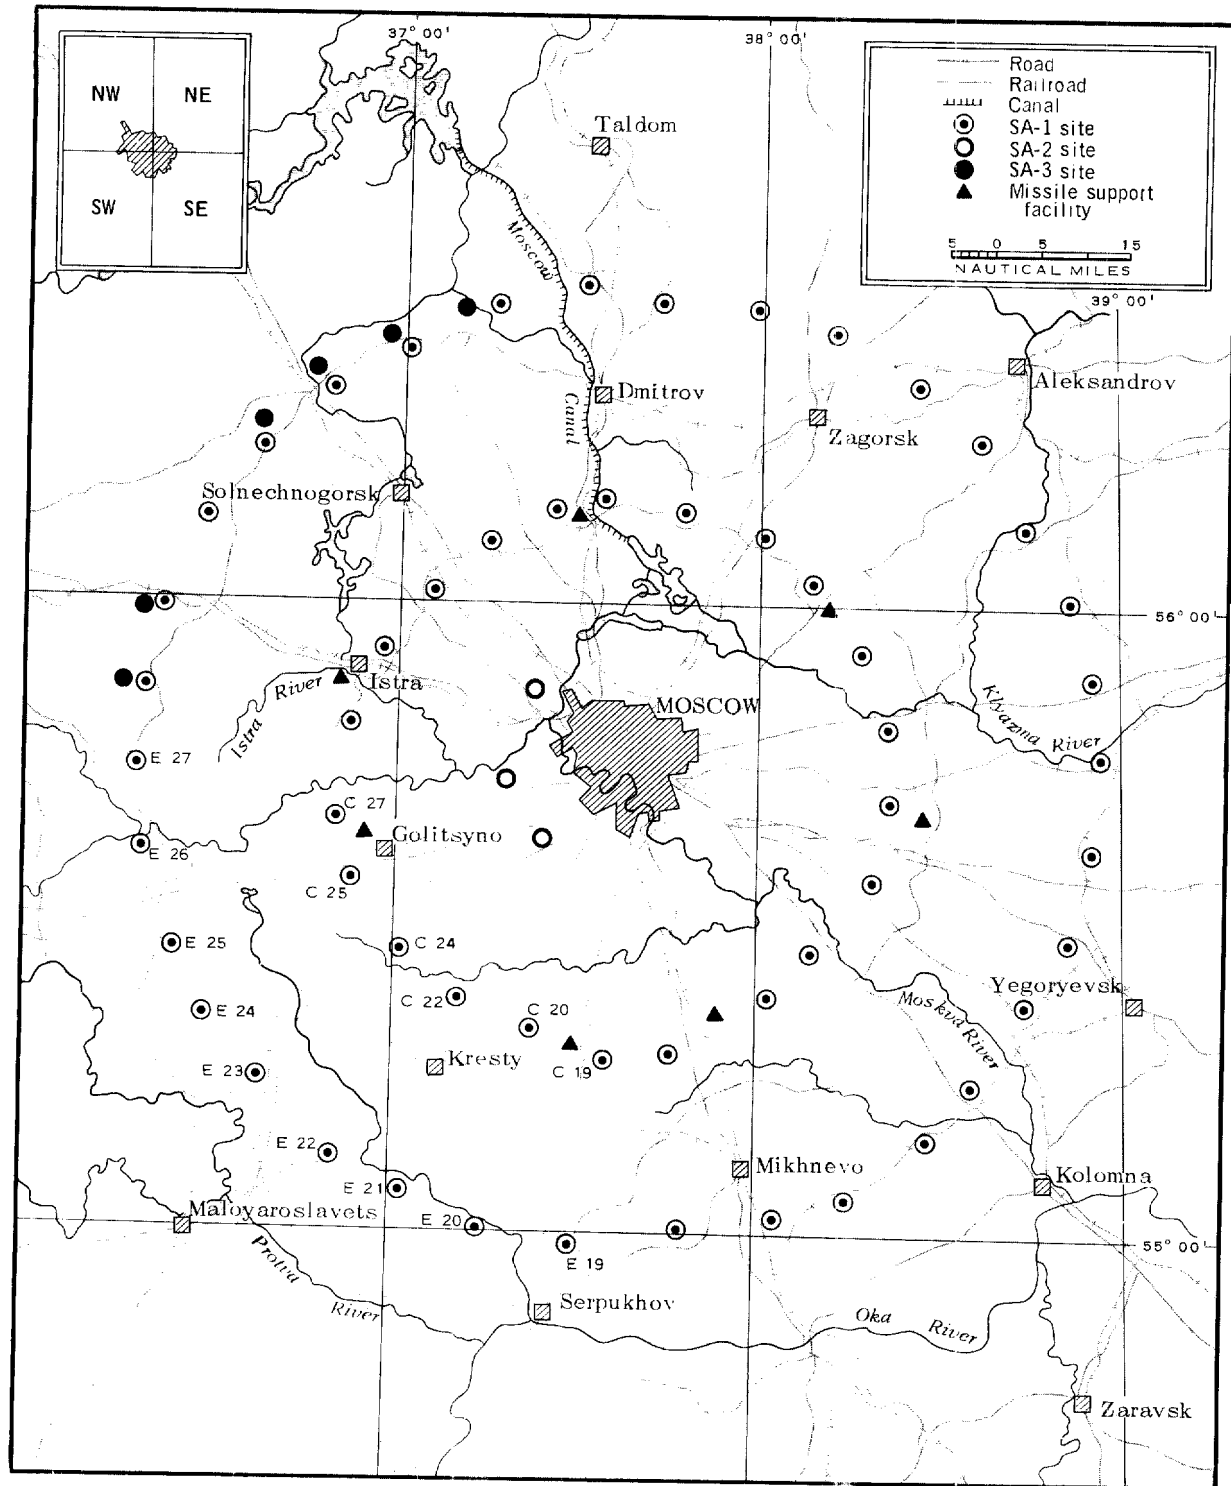 37° 00'
38° 00'
NW
NE
SW
SE
Road
Railroad
Canal
SA-1 site
SA-2 site
SA-3 site
Missile support
facility
5 0 5 15
NAUTICAL MILES
39° 00'
Taldom
Moscow
Canal
Dmitrov
Aleksandrov
Zagorsk
Solnechnogorsk
56° 00'
Istra
Istra River
MOSCOW
Klyazma River
E 27
C 27
Golitsyno
E 26
C 25
E 25
C 24
C 22
C 20
E 24
Yegoryevsk
Moskva River
Kresty
C 19
E 23
E 22
Mikhnevo
Kolomna
E 21
Maloyaroslavets
E 20
55° 00'
E 19
Protva
River
Serpukhov
Oka River
Zaravsk